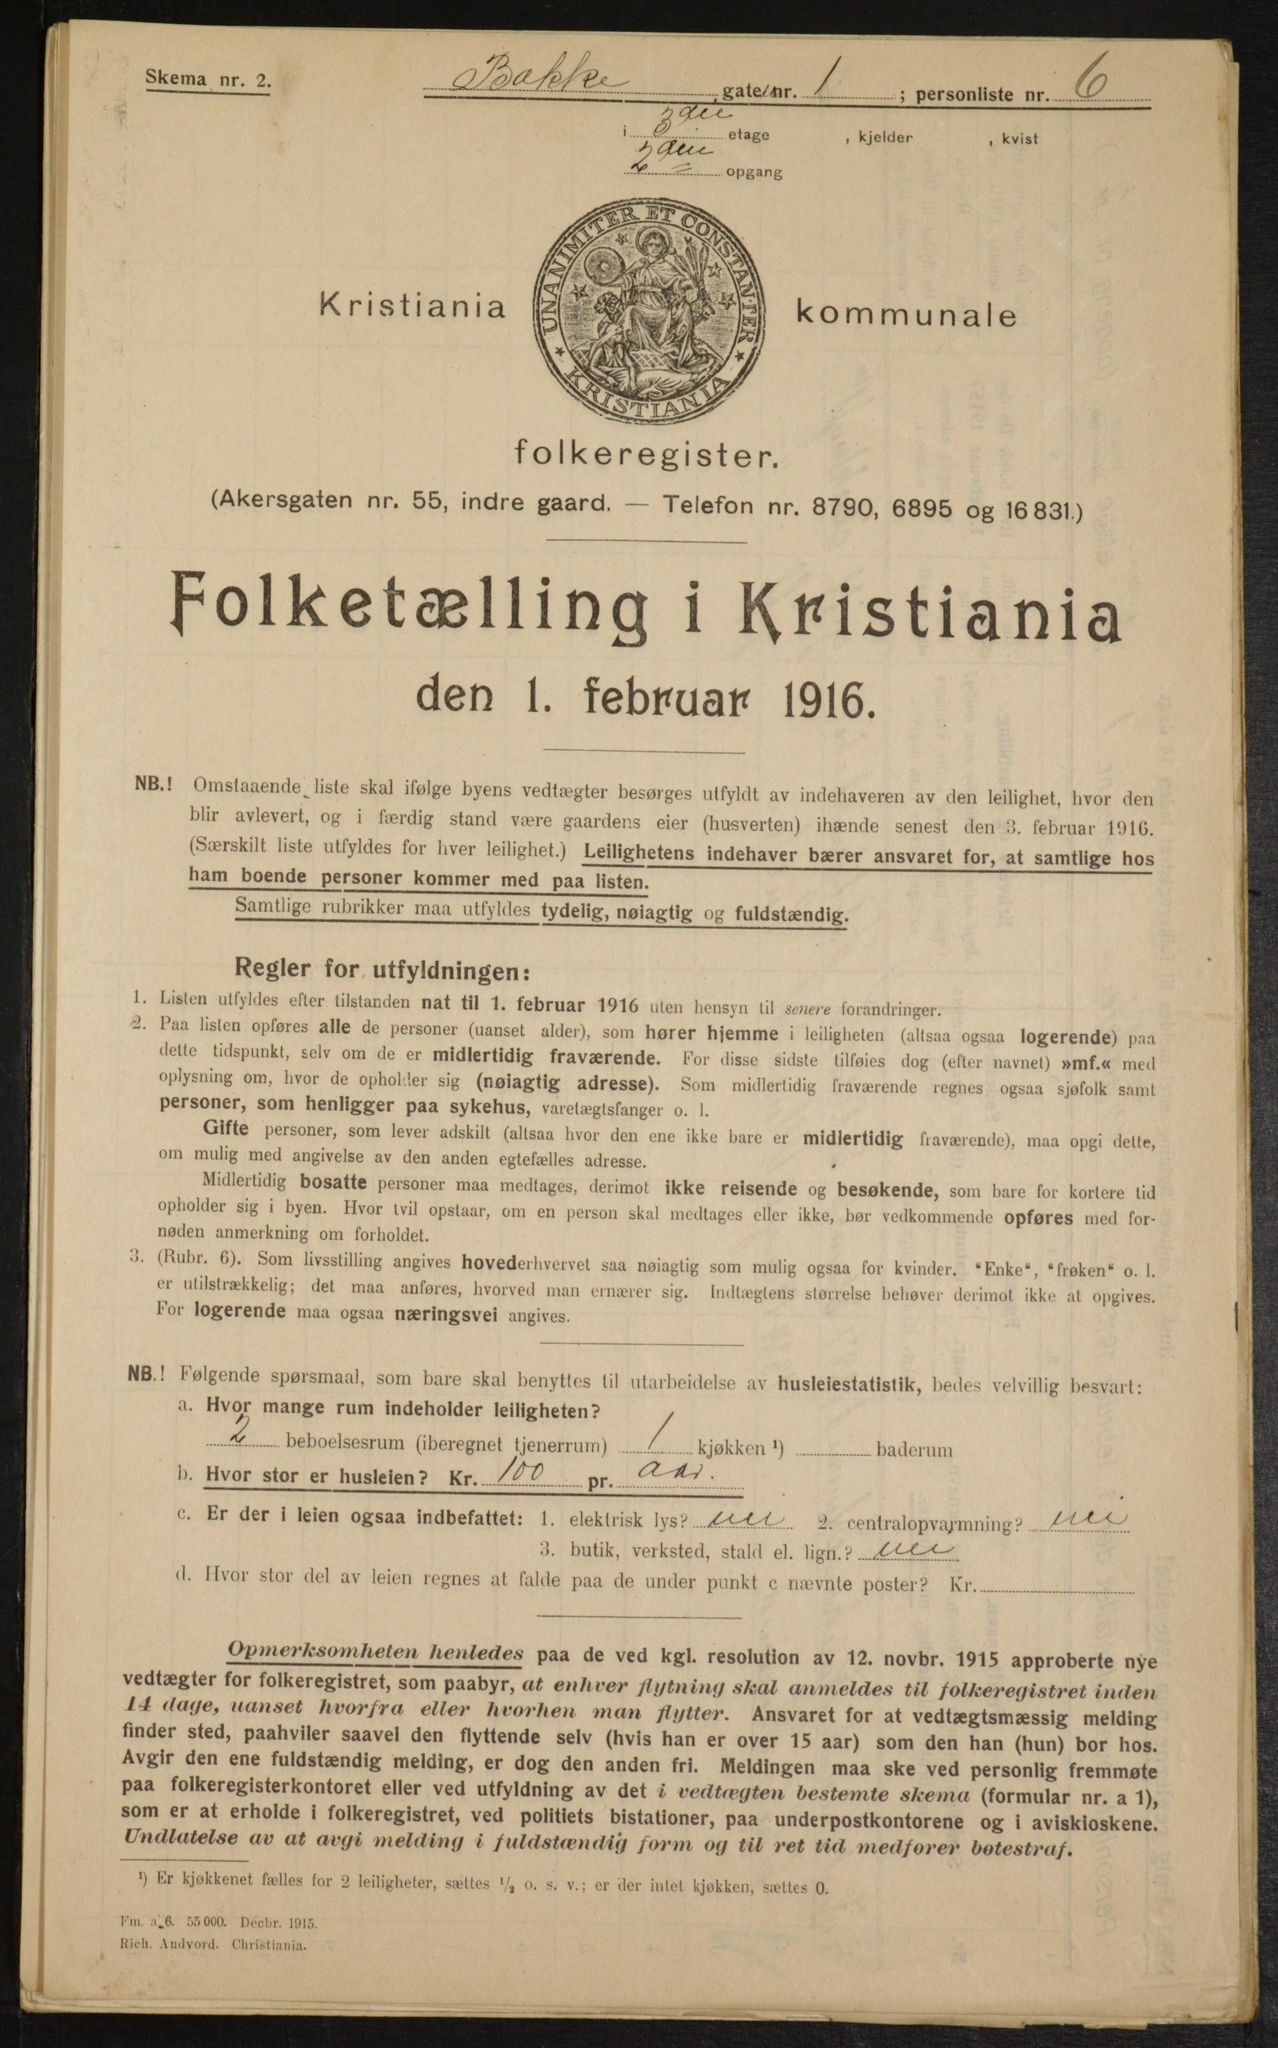 Skema nr. 2.
Bakke gate nr. 1 ; personliste nr. 6
i 3die etage , kjelder , kvist
2den opgang
UNANIMITER ET CONSTANTER
KRISTIANIA
Kristiania kommunale
folkeregister.
(Akersgaten nr. 55, indre gaard. — Telefon nr. 8790, 6895 og 16831.)
Folketælling i Kristiania
den 1. februar 1916.
NB.! Omstaaende liste skal ifølge byens vedtægter besørges utfyldt av indehaveren av den leilighet, hvor den
blir avlevert, og i færdig stand være gaardens eier (husverten) ihænde senest den 3. februar 1916.
(Særskilt liste utfyldes for hver leilighet.) Leilighetens indehaver bærer ansvaret for, at samtlige hos
ham boende personer kommer med paa listen.
Samtlige rubrikker maa utfyldes tydelig, nøiagtig og fuldstændig.
Regler for utfyldningen:
1. Listen utfyldes efter tilstanden nat til 1. februar 1916 uten hensyn til senere forandringer.
2. Paa listen opføres alle de personer (uanset alder), som hører hjemme i leiligheten (altsaa ogsaa logerende) paa
dette tidspunkt, selv om de er midlertidig fraværende. For disse sidste tilføies dog (efter navnet) »mf.« med
oplysning om, hvor de opholder sig (nøiagtig adresse). Som midlertidig fraværende regnes ogsaa sjøfolk samt
personer, som henligger paa sykehus, varetægtsfanger o. l.
Gifte personer, som lever adskilt (altsaa hvor den ene ikke bare er midlertidig fraværende), maa opgi dette,
om mulig med angivelse av den anden egtefælles adresse.
Midlertidig bosatte personer maa medtages, derimot ikke reisende og besøkende, som bare for kortere tid
opholder sig i byen. Hvor tvil opstaar, om en person skal medtages eller ikke, bør vedkommende opføres med for-
nøden anmerkning om forholdet.
3. (Rubr. 6). Som livsstilling angives hovederhvervet saa nøiagtig som mulig ogsaa for kvinder. "Enke“, "frøken“ o. l.
er utilstrækkelig; det maa anføres, hvorved man ernærer sig. Indtægtens størrelse behøver derimot ikke at opgives.
For logerende maa ogsaa næringsvei angives.
NB.! Følgende spørsmaal, som bare skal benyttes til utarbeidelse av husleiestatistik, bedes velvillig besvart:
a. Hvor mange rum indeholder leiligheten?
2 beboelsesrum (iberegnet tjenerrum) 1 kjøkken ¹) baderum
b. Hvor stor er husleien? Kr. 100 pr. aar.
c. Er der i leien ogsaa indbefattet: 1. elektrisk lys? nei 2. centralopvarmning? nei
3. butik, verksted, stald el. lign.? nei
d. Hvor stor del av leien regnes at falde paa de under punkt c nævnte poster? Kr.
Opmerksomheten henledes paa de ved kgl. resolution av 12. novbr. 1915 approberte nye
vedtægter for folkeregistret, som paabyr, at enhver flytning skal anmeldes til folkeregistret inden
14 dage, uanset hvorfra eller hvorhen man flytter. Ansvaret for at vedtægtsmæssig melding
finder sted, paahviler saavel den flyttende selv (hvis han er over 15 aar) som den han (hun) bor hos.
Avgir den ene fuldstændig melding, er dog den anden fri. Meldingen maa ske ved personlig fremmøte
paa folkeregisterkontoret eller ved utfyldning av det i vedtægten bestemte skema (formular nr. a 1),
som er at erholde i folkeregistret, ved politiets bistationer, paa underpostkontorene og i aviskioskene.
Undlatelse av at avgi melding i fuldstændig form og til ret tid medfører bøtestraf.
¹) Er kjøkkenet fælles for 2 leiligheter, sættes ½ o. s. v.; er der intet kjøkken, sættes 0.
Fm. a. 6. 55 000. Decbr. 1915.
Rich. Andvord. Christiania.